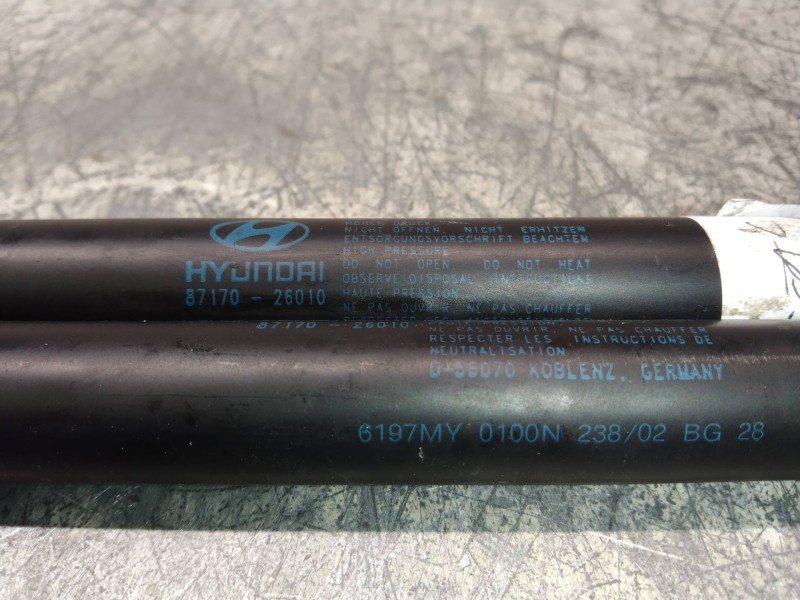 HYUNDAI
87170 - 26010
HOHER DRUCK
NICHT OFFNEN, NICHT ERHITZEN
ENTSORGUNGSVORSCHRIFT BEACHTEN
HIGH PRESSURE
DO NOT OPEN, DO NOT HEAT
OBSERVE DISPOSAL INSTUCTIONS
HAUTE PRESSION
NE PAS OUVRIR, NE PAS CHAUFFER
87170 - 26010
NE PAS OUVRIR, NE PAS CHAUFFER
RESPECTER LES INSTRUCTIONS DE
NEUTRALISATION
D-56070 KOBLENZ, GERMANY
6197MY 0100N 238/02 BG 28